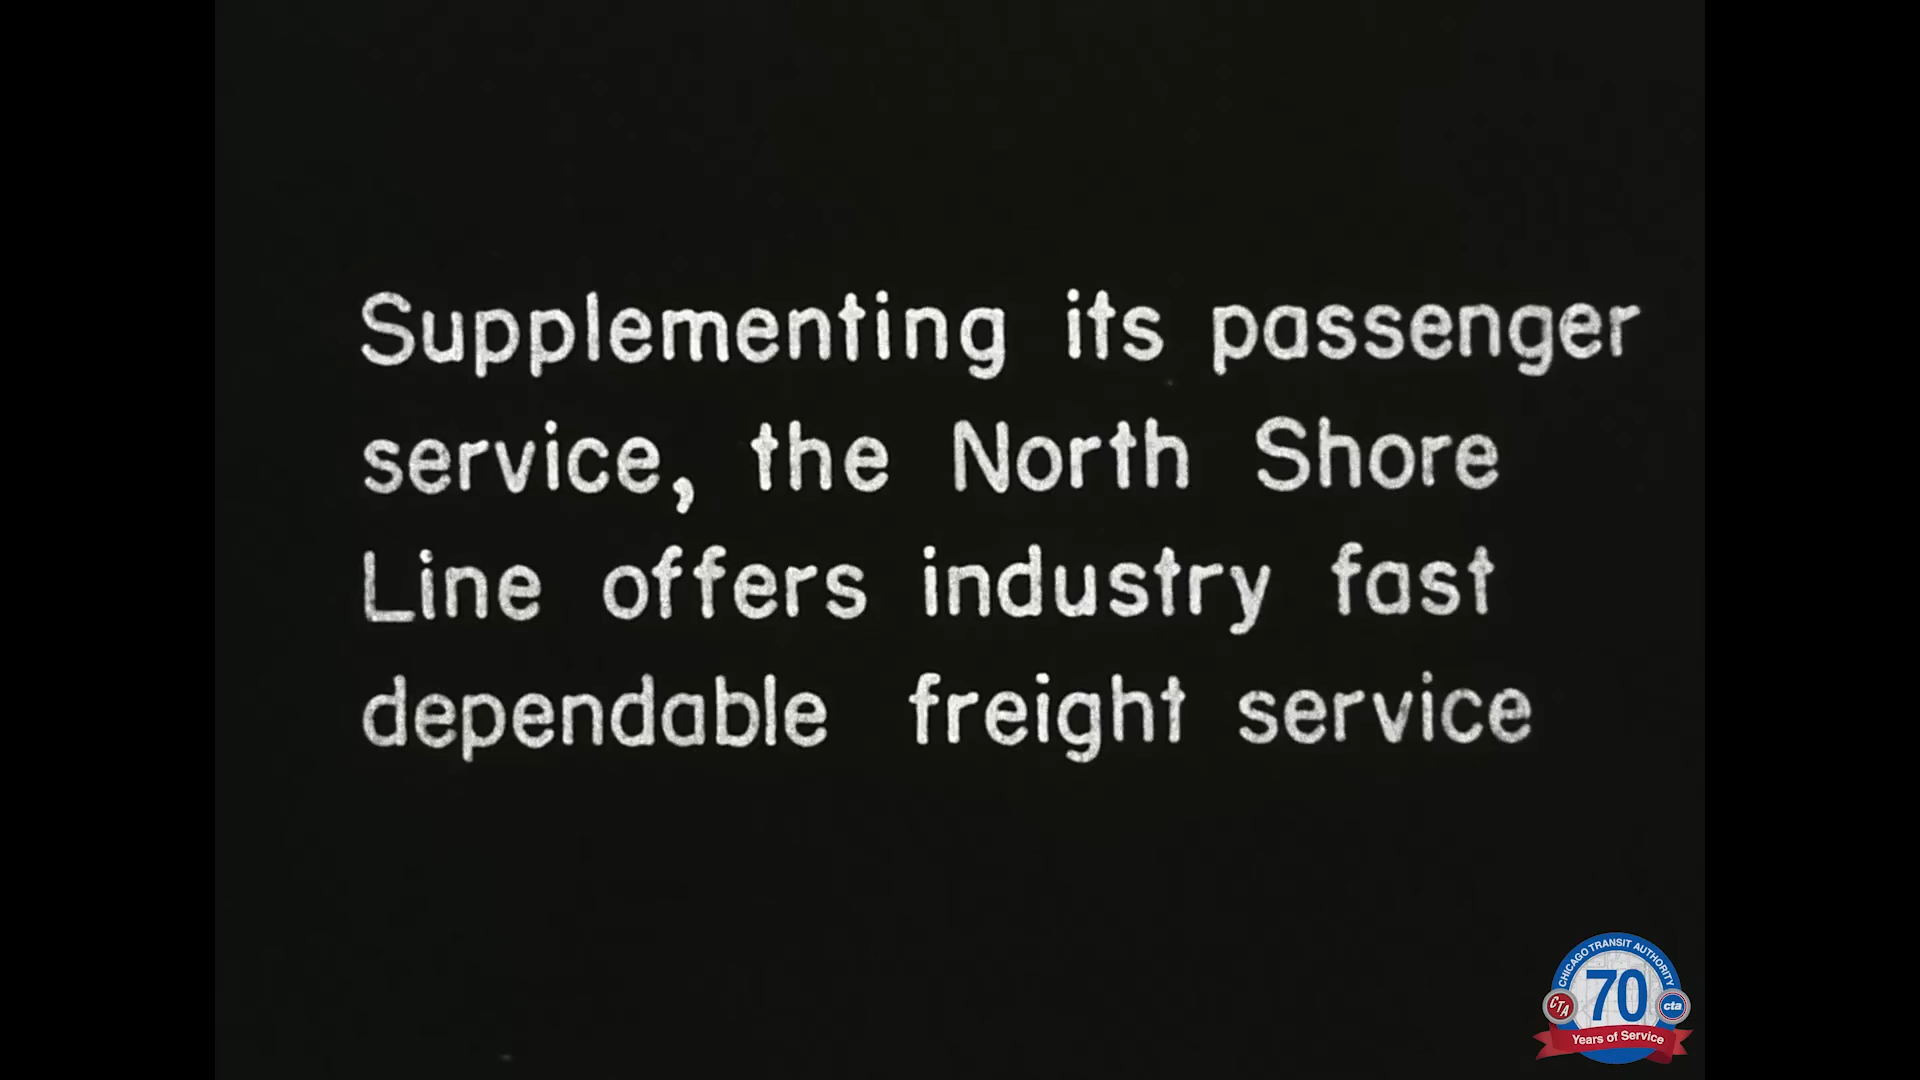 Supplementing its passenger
service, the North Shore
Line offers industry fast
dependable freight service
CHICAGO TRANSIT AUTHORITY
70
CTA
cta
Years of Service